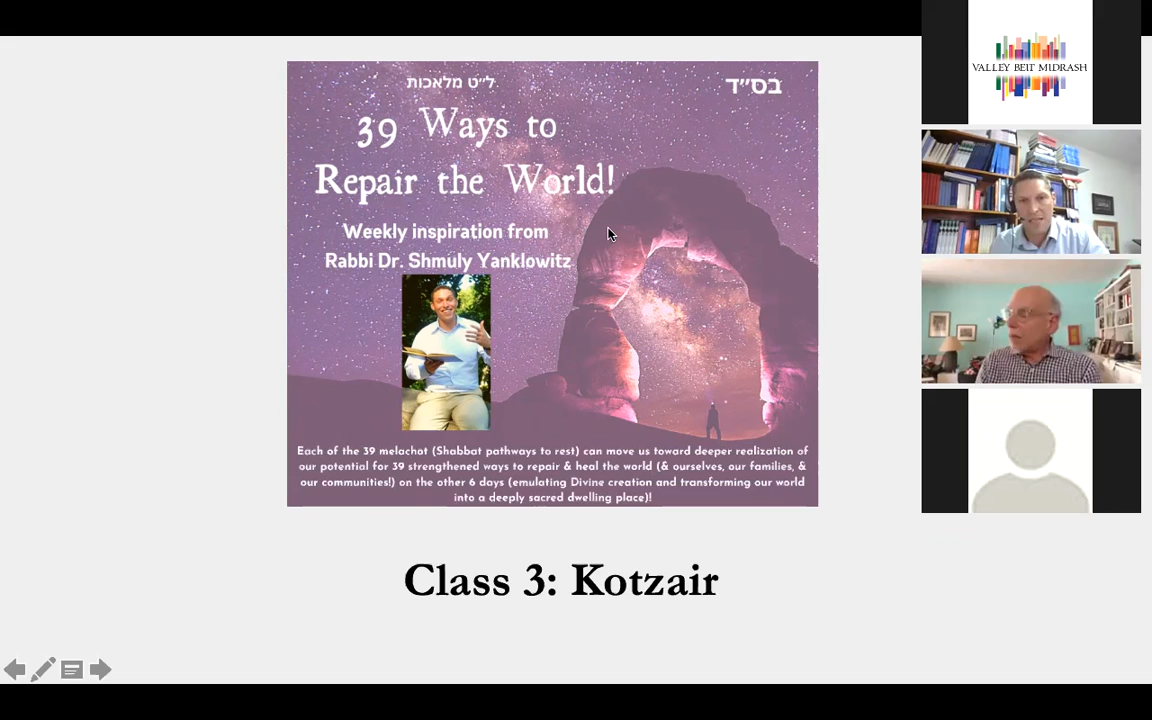 ל״ט מלאכות
בס״ד
39 Ways to
Repair the World!
Weekly inspiration from
Rabbi Dr. Shmuly Yanklowitz
Each of the 39 melachot (Shabbat pathways to rest) can move us toward deeper realization of
our potential for 39 strengthened ways to repair & heal the world (& ourselves, our families, &
our communities!) on the other 6 days (emulating Divine creation and transforming our world
into a deeply sacred dwelling place)!
Class 3: Kotzair
VALLEY BEIT MIDRASH